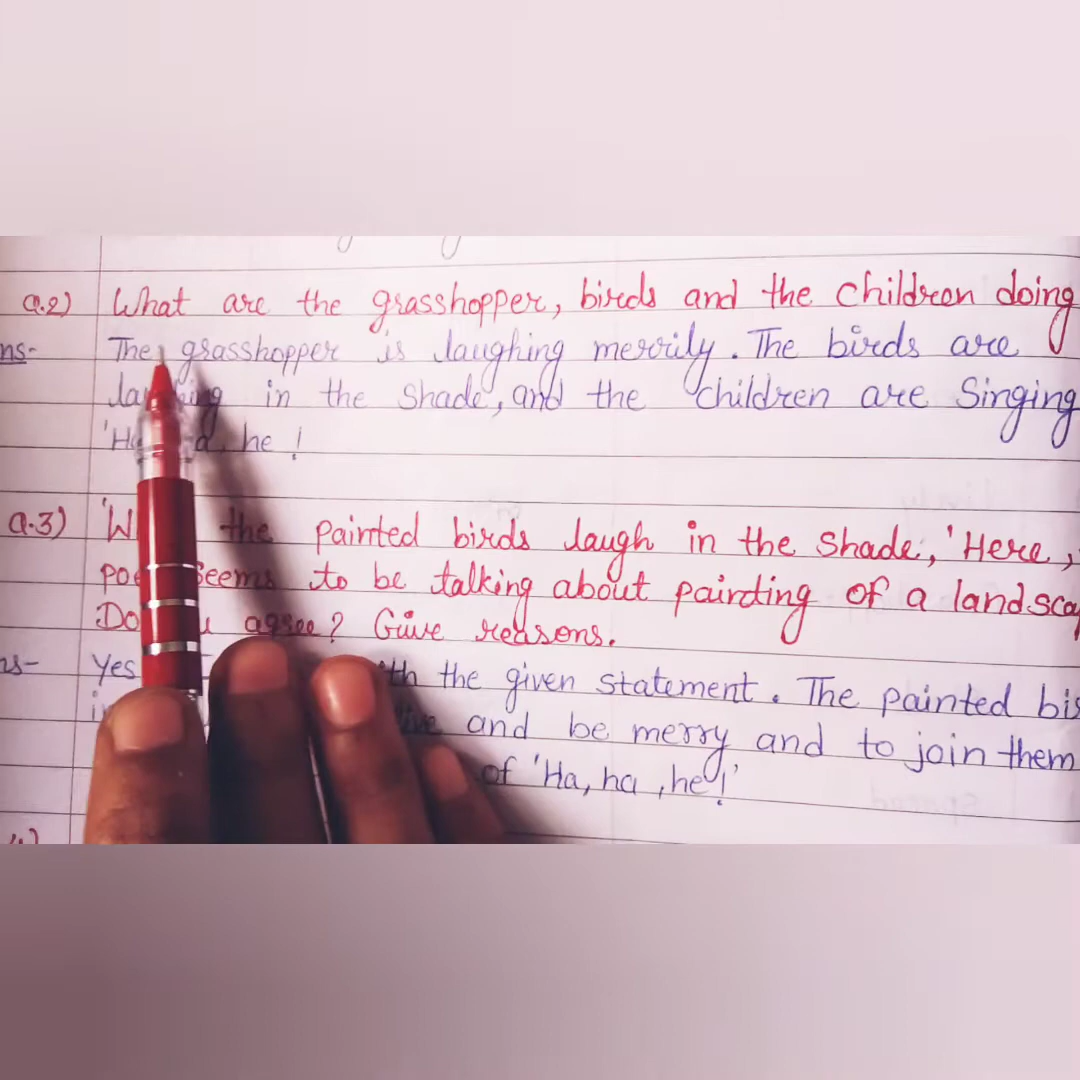 Q.2) What are the grasshopper, birds and the children doing
ns- The grasshopper is laughing merrily. The birds are
in the shade, and the children are Singing
he!
Q.3) the painted birds laugh in the shade, 'Here,
seems to be talking about painting of a landsca
agree? Give reasons.
ns- Yes the given statement. The painted bi
and be merry and to join them
of 'Ha, ha, he!'